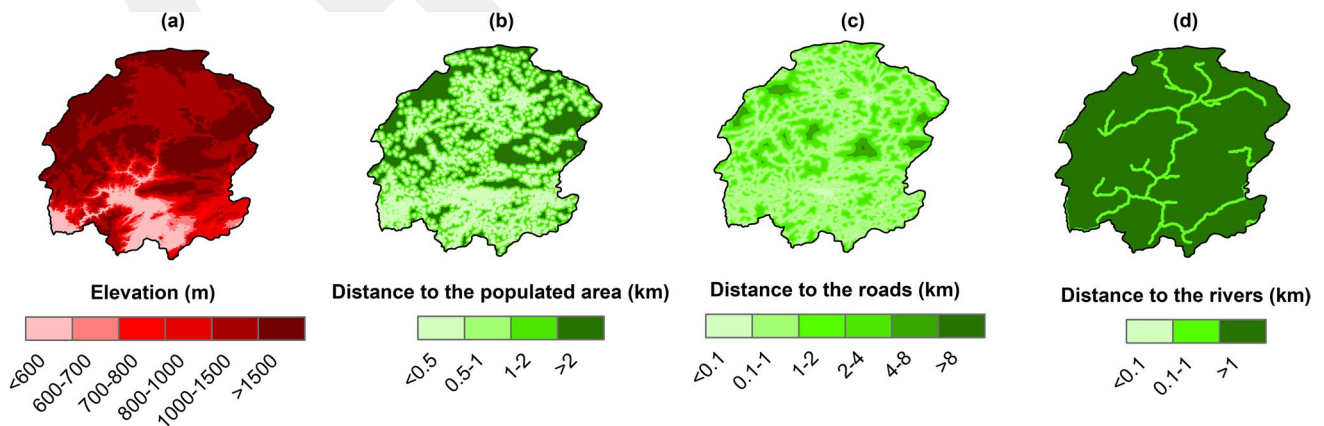 (a) (b) (c) (d)
Elevation (m)
<600 600-700 700-800 800-1000 1000-1500 >1500
Distance to the populated area (km)
<0.5 0.5-1 1-2 >2
Distance to the roads (km)
<0.1 0.1-1 1-2 2-4 4-8 >8
Distance to the rivers (km)
<0.1 0.1-1 >1